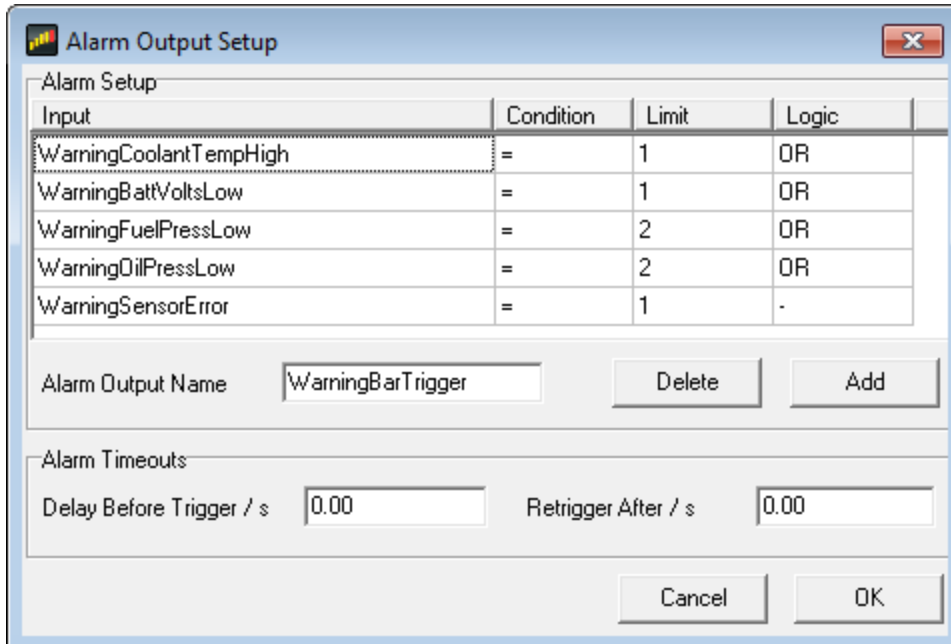 Alarm Output Setup
Alarm Setup
Input Condition Limit Logic
WarningCoolantTempHigh = 1 OR
WarningBattVoltsLow = 1 OR
WarningFuelPressLow = 2 OR
WarningOilPressLow = 2 OR
WarningSensorError = 1 -
Alarm Output Name WarningBarTrigger Delete Add
Alarm Timeouts
Delay Before Trigger / s 0.00 Retrigger After / s 0.00
Cancel OK